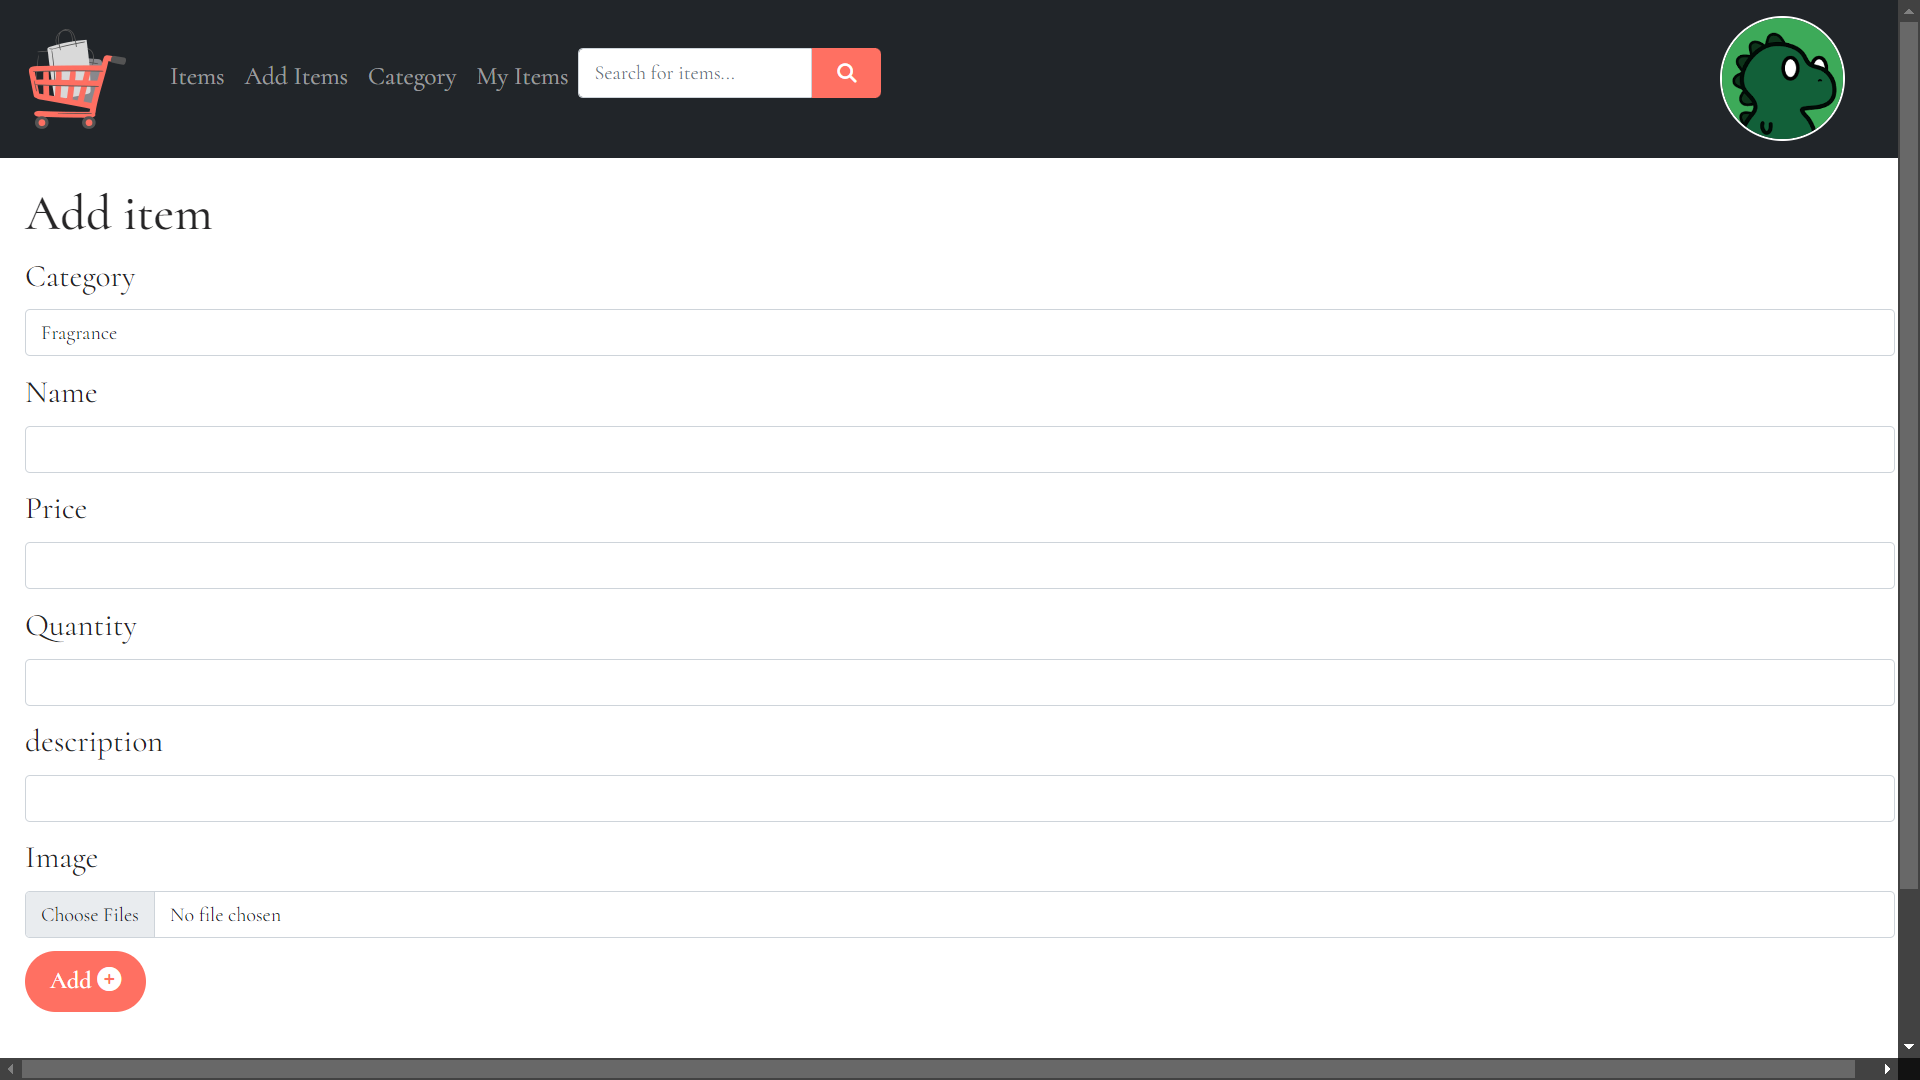 Items Add Items Category My Items Search for items...
Add item
Category
Fragrance
Name
Price
Quantity
description
Image
Choose Files No file chosen
Add